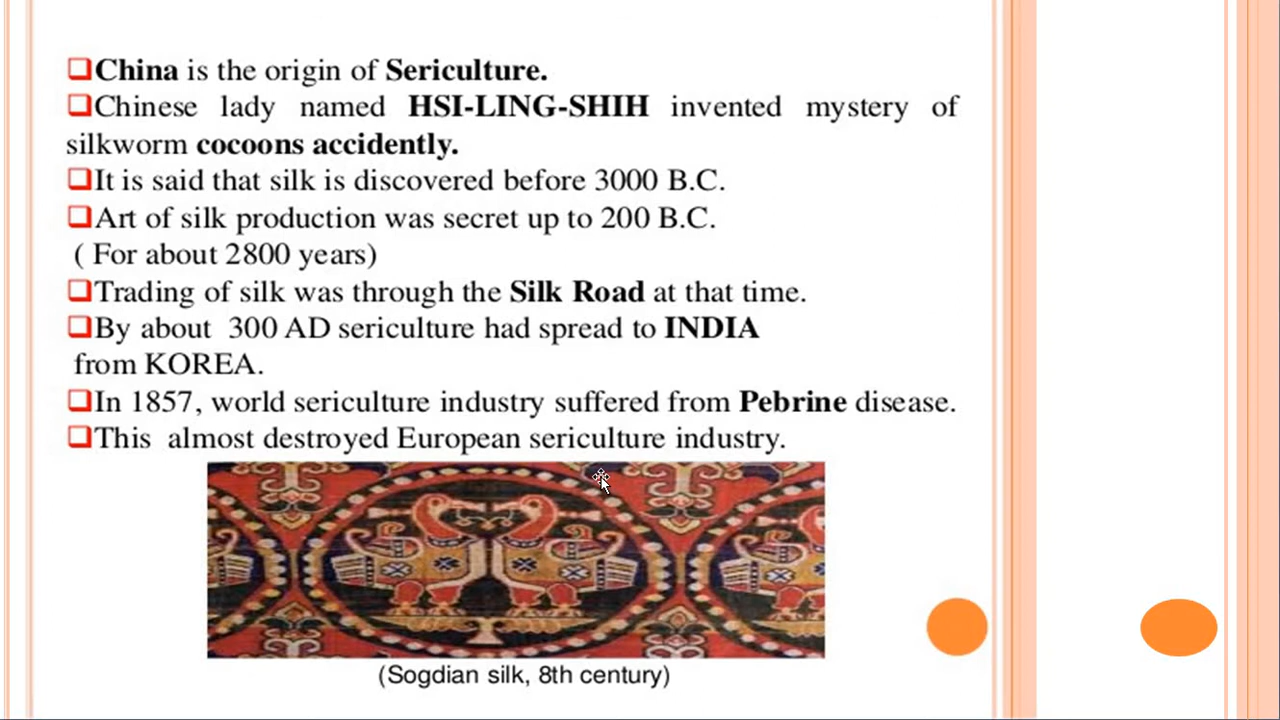 ❑China is the origin of Sericulture.
❑Chinese lady named HSI-LING-SHIH invented mystery of
silkworm cocoons accidently.
❑It is said that silk is discovered before 3000 B.C.
❑Art of silk production was secret up to 200 B.C.
( For about 2800 years)
❑Trading of silk was through the Silk Road at that time.
❑By about 300 AD sericulture had spread to INDIA
from KOREA.
❑In 1857, world sericulture industry suffered from Pebrine disease.
❑This almost destroyed European sericulture industry.
(Sogdian silk, 8th century)